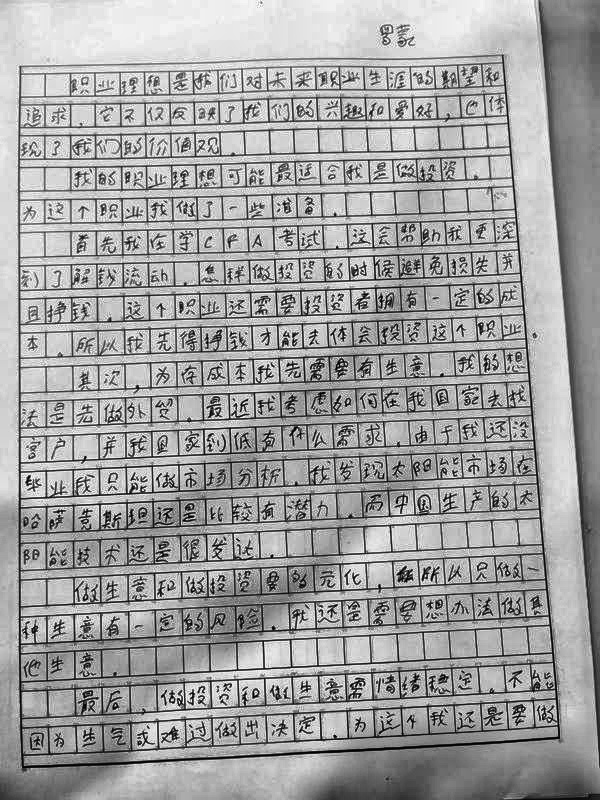 蒙
职业理想是我们对未来职业生涯的期望和
追求，它不仅反映了我们的兴趣和爱好，也体
现了我们的价值观．
我的职业理想可能最适合我是做投资．
为这个职业我做了一些准备．
首先我在学CFA考试．这会帮助我更深
刻了解钱流动．怎样做投资的时候避免损失并
且挣钱．这个职业还需要投资者拥有一定的成
本．所以我先得挣钱才能去体会投资这个职业．
其次，为存成本我先需要有生意．我的想
法是先做外贸．最近我考虑如何在我国家去找
客户，并我国家到低有什么需求．由于我还没
毕业我只能做市场分析．我发现太阳能市场在
哈萨克斯坦还是比较有潜力．而中国生产的太
阳能技术还是很发达．
做生意和做投资要多元化，所以只做一
种生意有一定的风险．我还是需要想办法做其
他生意．
最后，做投资和做生意需情绪稳定．不能
因为生气或难过做出决定．为这个我还是要做